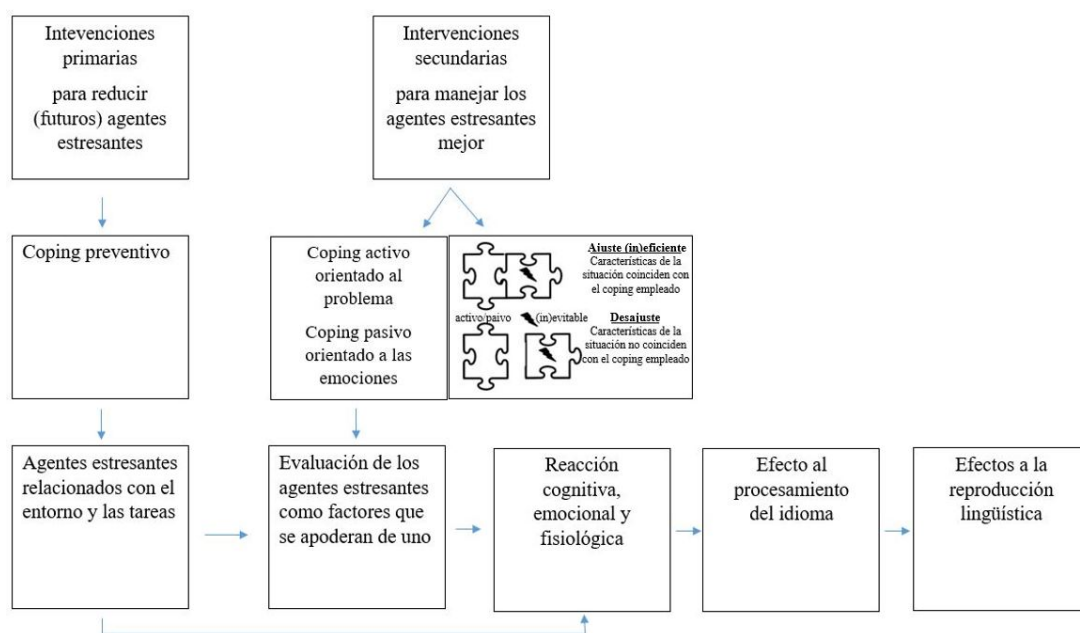 Intevenciones
primarias
para reducir
(futuros) agentes
estresantes
Intervenciones
secundarias
para manejar los
agentes estresantes
mejor
Coping preventivo
Coping activo
orientado al
problema
Coping pasivo
orientado a las
emociones
Ajuste (in)eficiente
Características de la
situación coinciden con
el coping empleado
activo/paivo
(in)evitable
Desajuste
Características de la
situación no coinciden
con el coping empleado
Agentes estresantes
relacionados con el
entorno y las tareas
Evaluación de los
agentes estresantes
como factores que
se apoderan de uno
Reacción
cognitiva,
emocional y
fisiológica
Efecto al
procesamiento
del idioma
Efectos a la
reproducción
lingüística